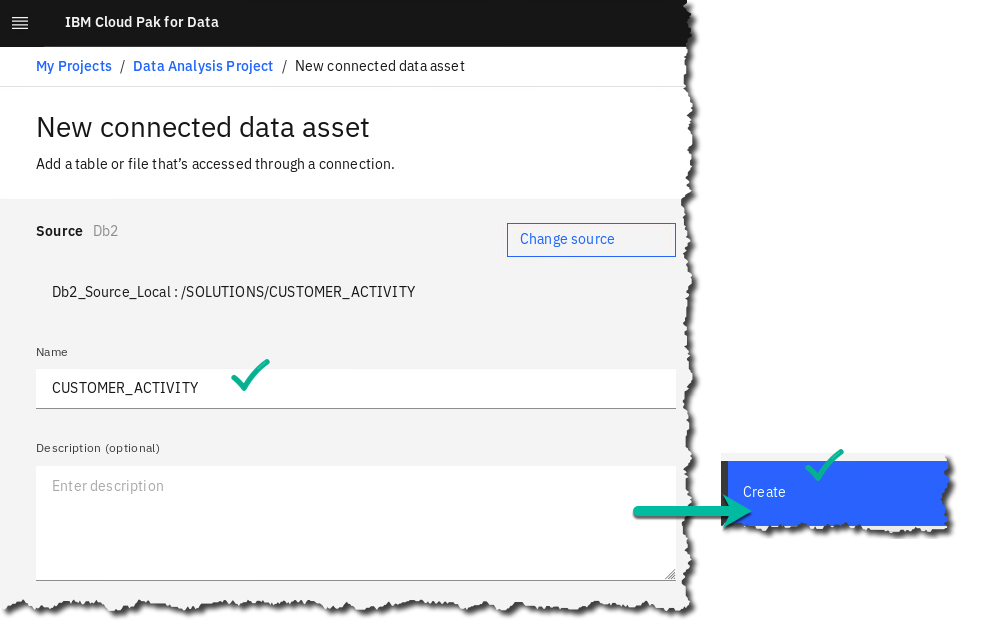 IBM Cloud Pak for Data
My Projects / Data Analysis Project / New connected data asset
New connected data asset
Add a table or file that's accessed through a connection.
Source Db2
Change source
Db2_Source_Local : /SOLUTIONS/CUSTOMER_ACTIVITY
Name
CUSTOMER_ACTIVITY
Description (optional)
Enter description
Create